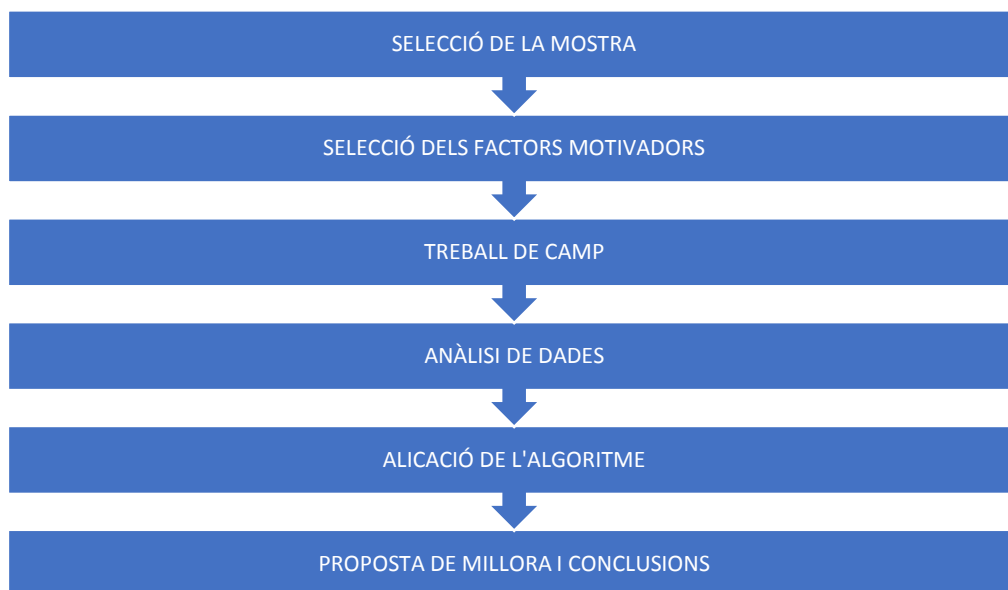 SELECCIÓ DE LA MOSTRA
SELECCIÓ DELS FACTORS MOTIVADORS
TREBALL DE CAMP
ANÀLISI DE DADES
ALICACIÓ DE L'ALGORITME
PROPOSTA DE MILLORA I CONCLUSIONS